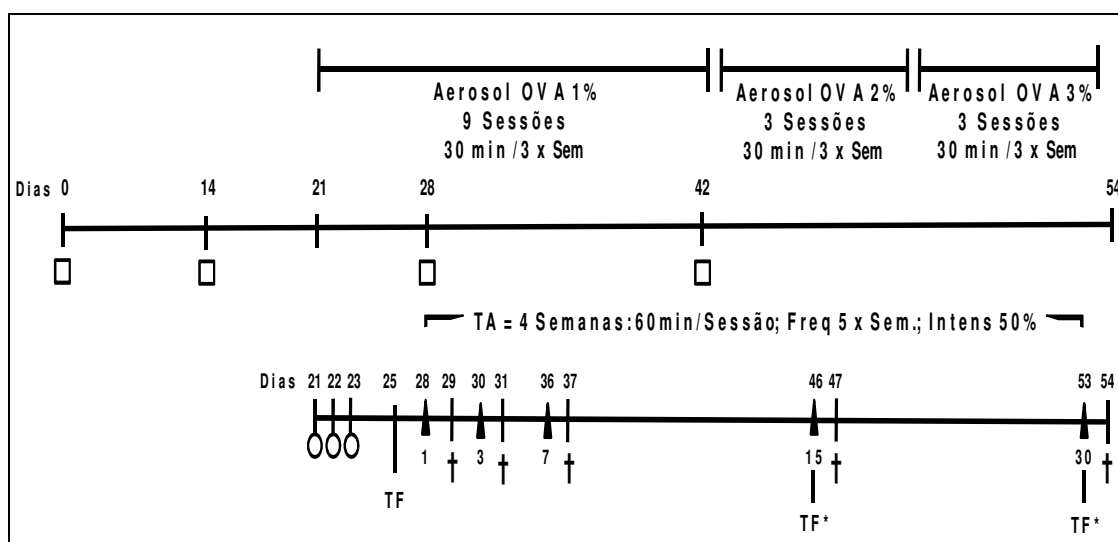 Aerosol OVA 1% Aerosol OVA 2% Aerosol OVA 3%
9 Sessões 3 Sessões 3 Sessões
30 min /3 x Sem 30 min /3 x Sem 30 min /3 x Sem
Dias 0 14 21 28 42 54
TA = 4 Semanas:60min/Sessão; Freq 5 x Sem.; Intens 50%
Dias 21 22 23 25 28 29 30 31 36 37 46 47 53 54
1 3 7 15 30
TF
TF* TF*